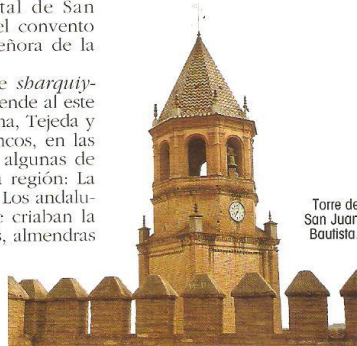 tal de San
el convento
eñora de la
e sharquiy-
ende al este
na, Tejeda y
ncos, en las
algunas de
región: La
Los andalu-
e criaban la
s, almendras
Torre de
San Juan
Bautista.